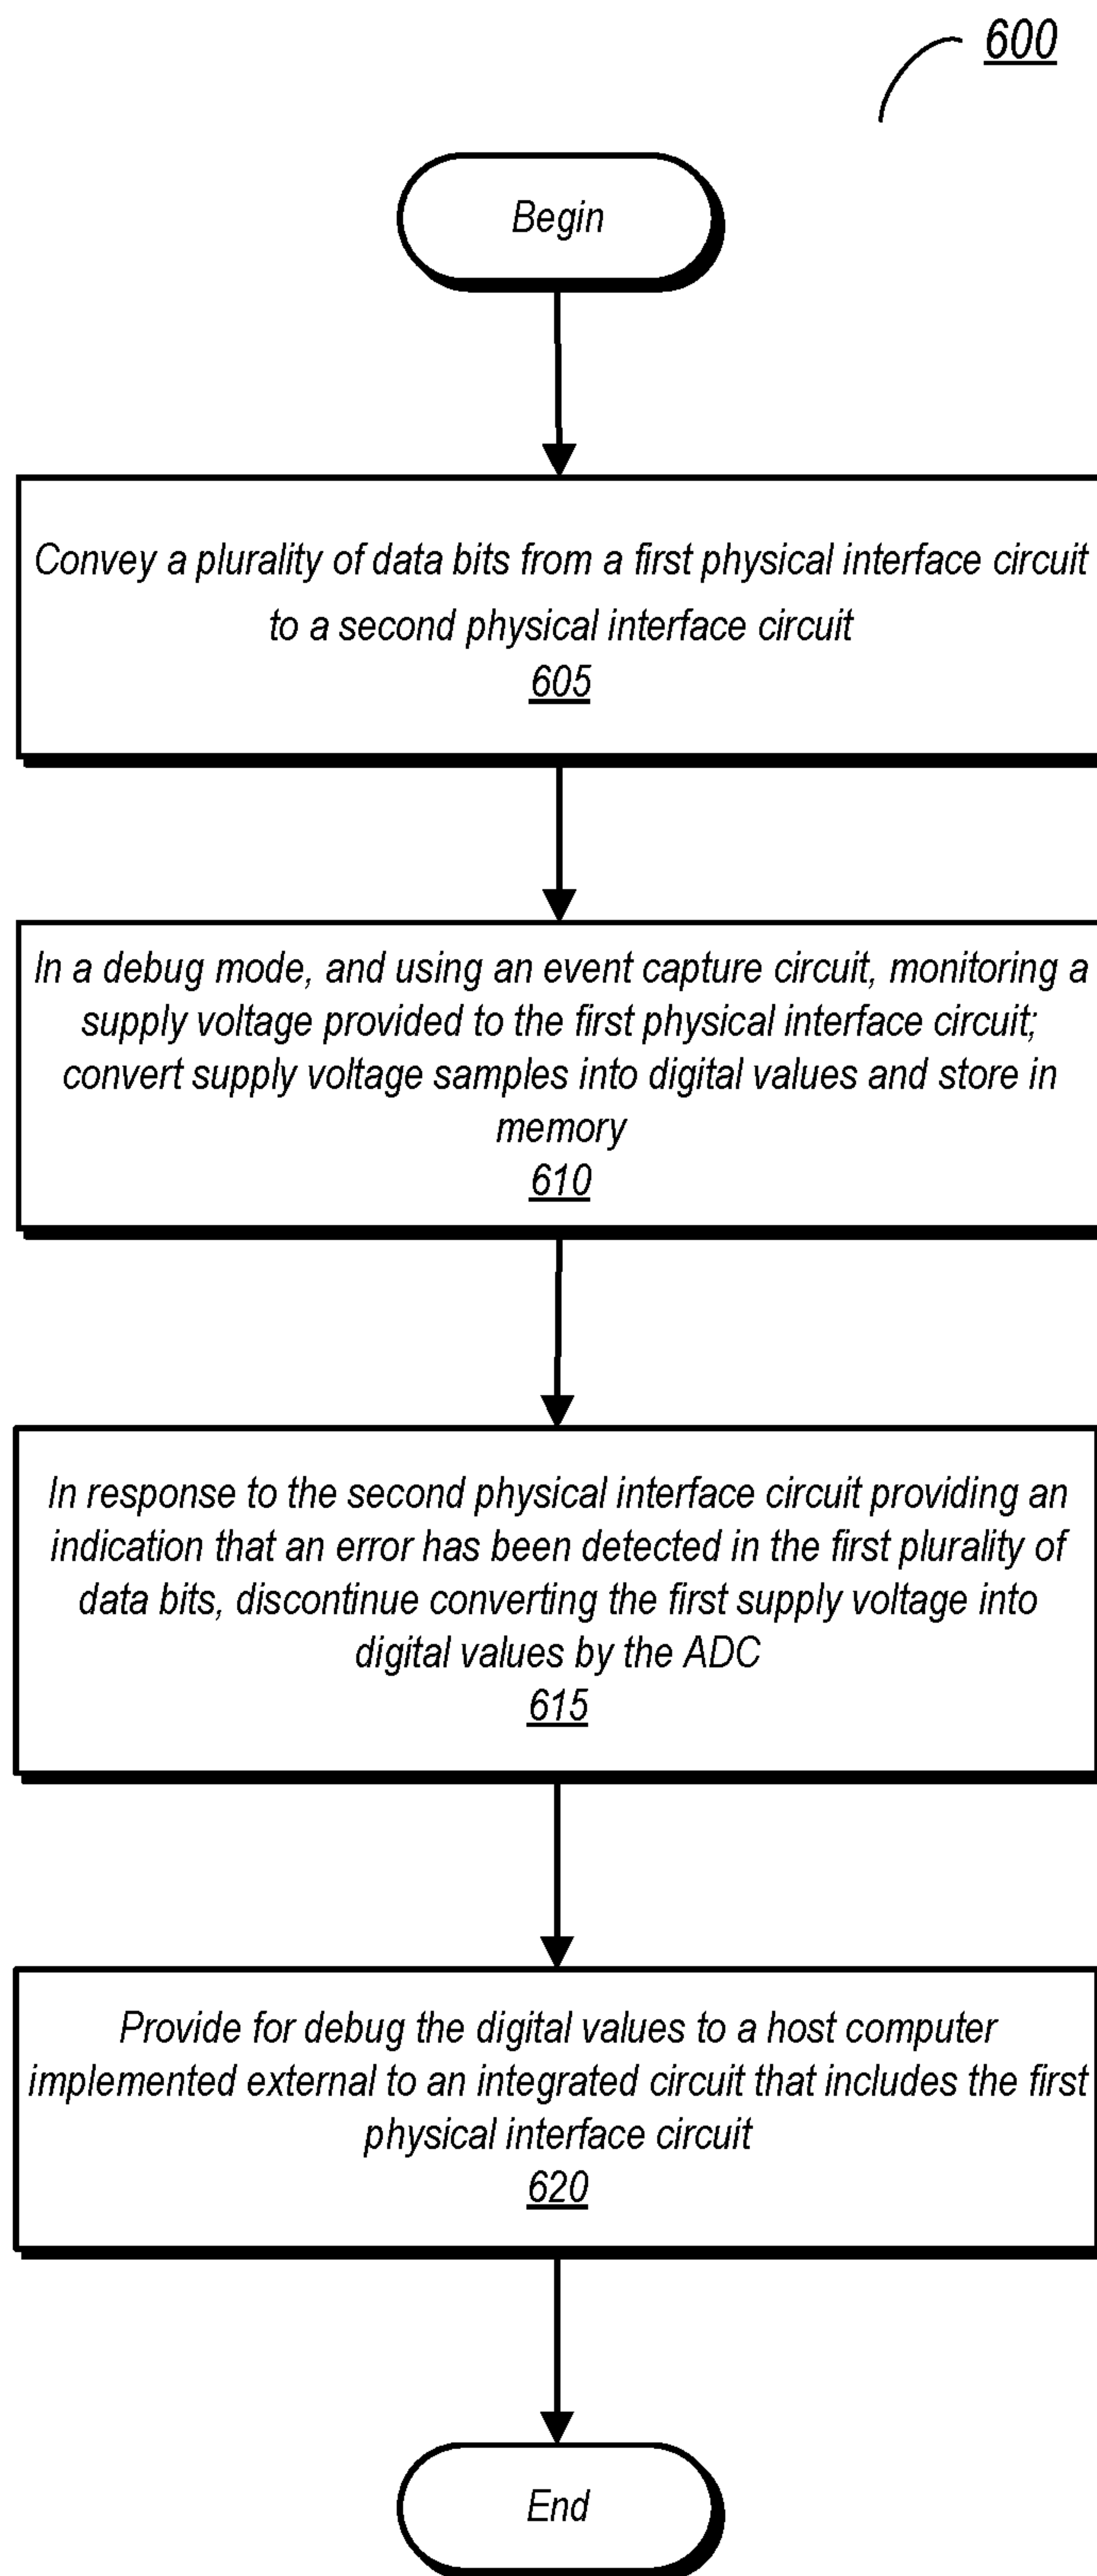 600
Begin
Convey a plurality of data bits from a first physical interface circuit
to a second physical interface circuit
605
In a debug mode, and using an event capture circuit, monitoring a
supply voltage provided to the first physical interface circuit;
convert supply voltage samples into digital values and store in
memory
610
In response to the second physical interface circuit providing an
indication that an error has been detected in the first plurality of
data bits, discontinue converting the first supply voltage into
digital values by the ADC
615
Provide for debug the digital values to a host computer
implemented external to an integrated circuit that includes the first
physical interface circuit
620
End